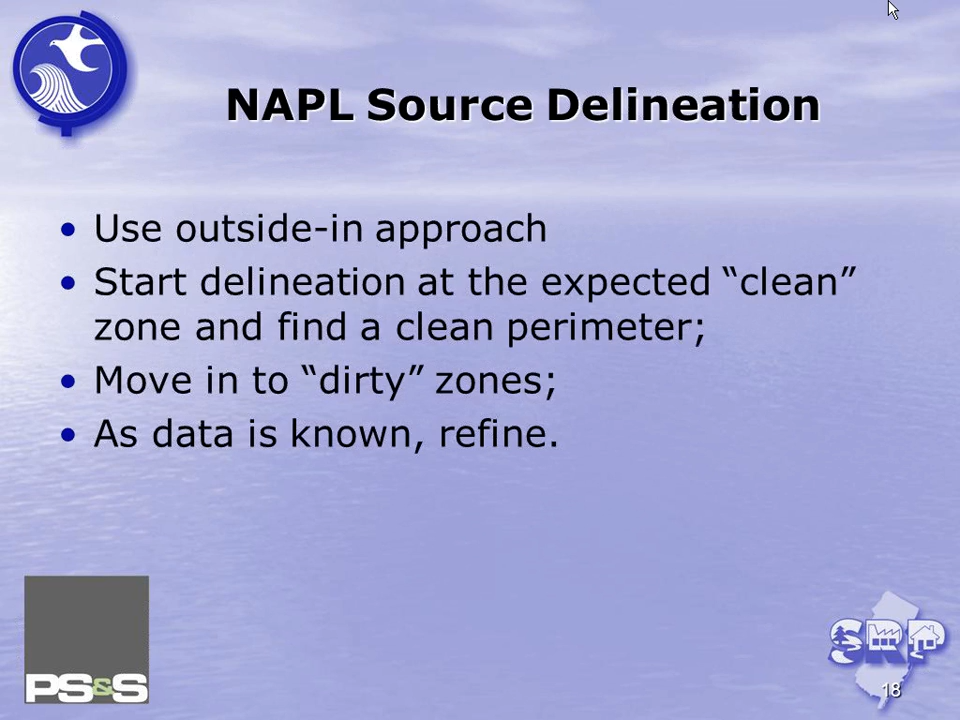 NAPL Source Delineation
• Use outside-in approach
• Start delineation at the expected “clean”
zone and find a clean perimeter;
• Move in to “dirty” zones;
• As data is known, refine.
PS&S
SRP
18